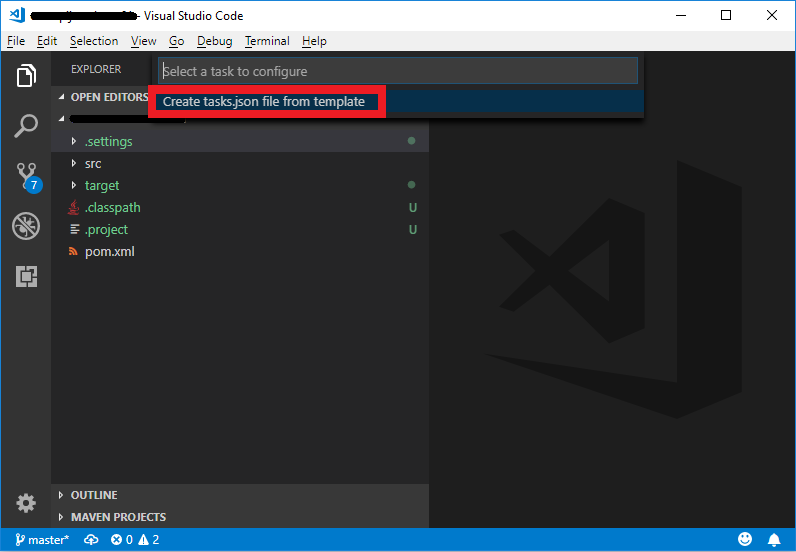 - Visual Studio Code
File Edit Selection View Go Debug Terminal Help
EXPLORER
Select a task to configure
OPEN EDITORS
Create tasks.json file from template
.settings
src
target
7
.classpath U
.project U
pom.xml
OUTLINE
MAVEN PROJECTS
master* 0 2